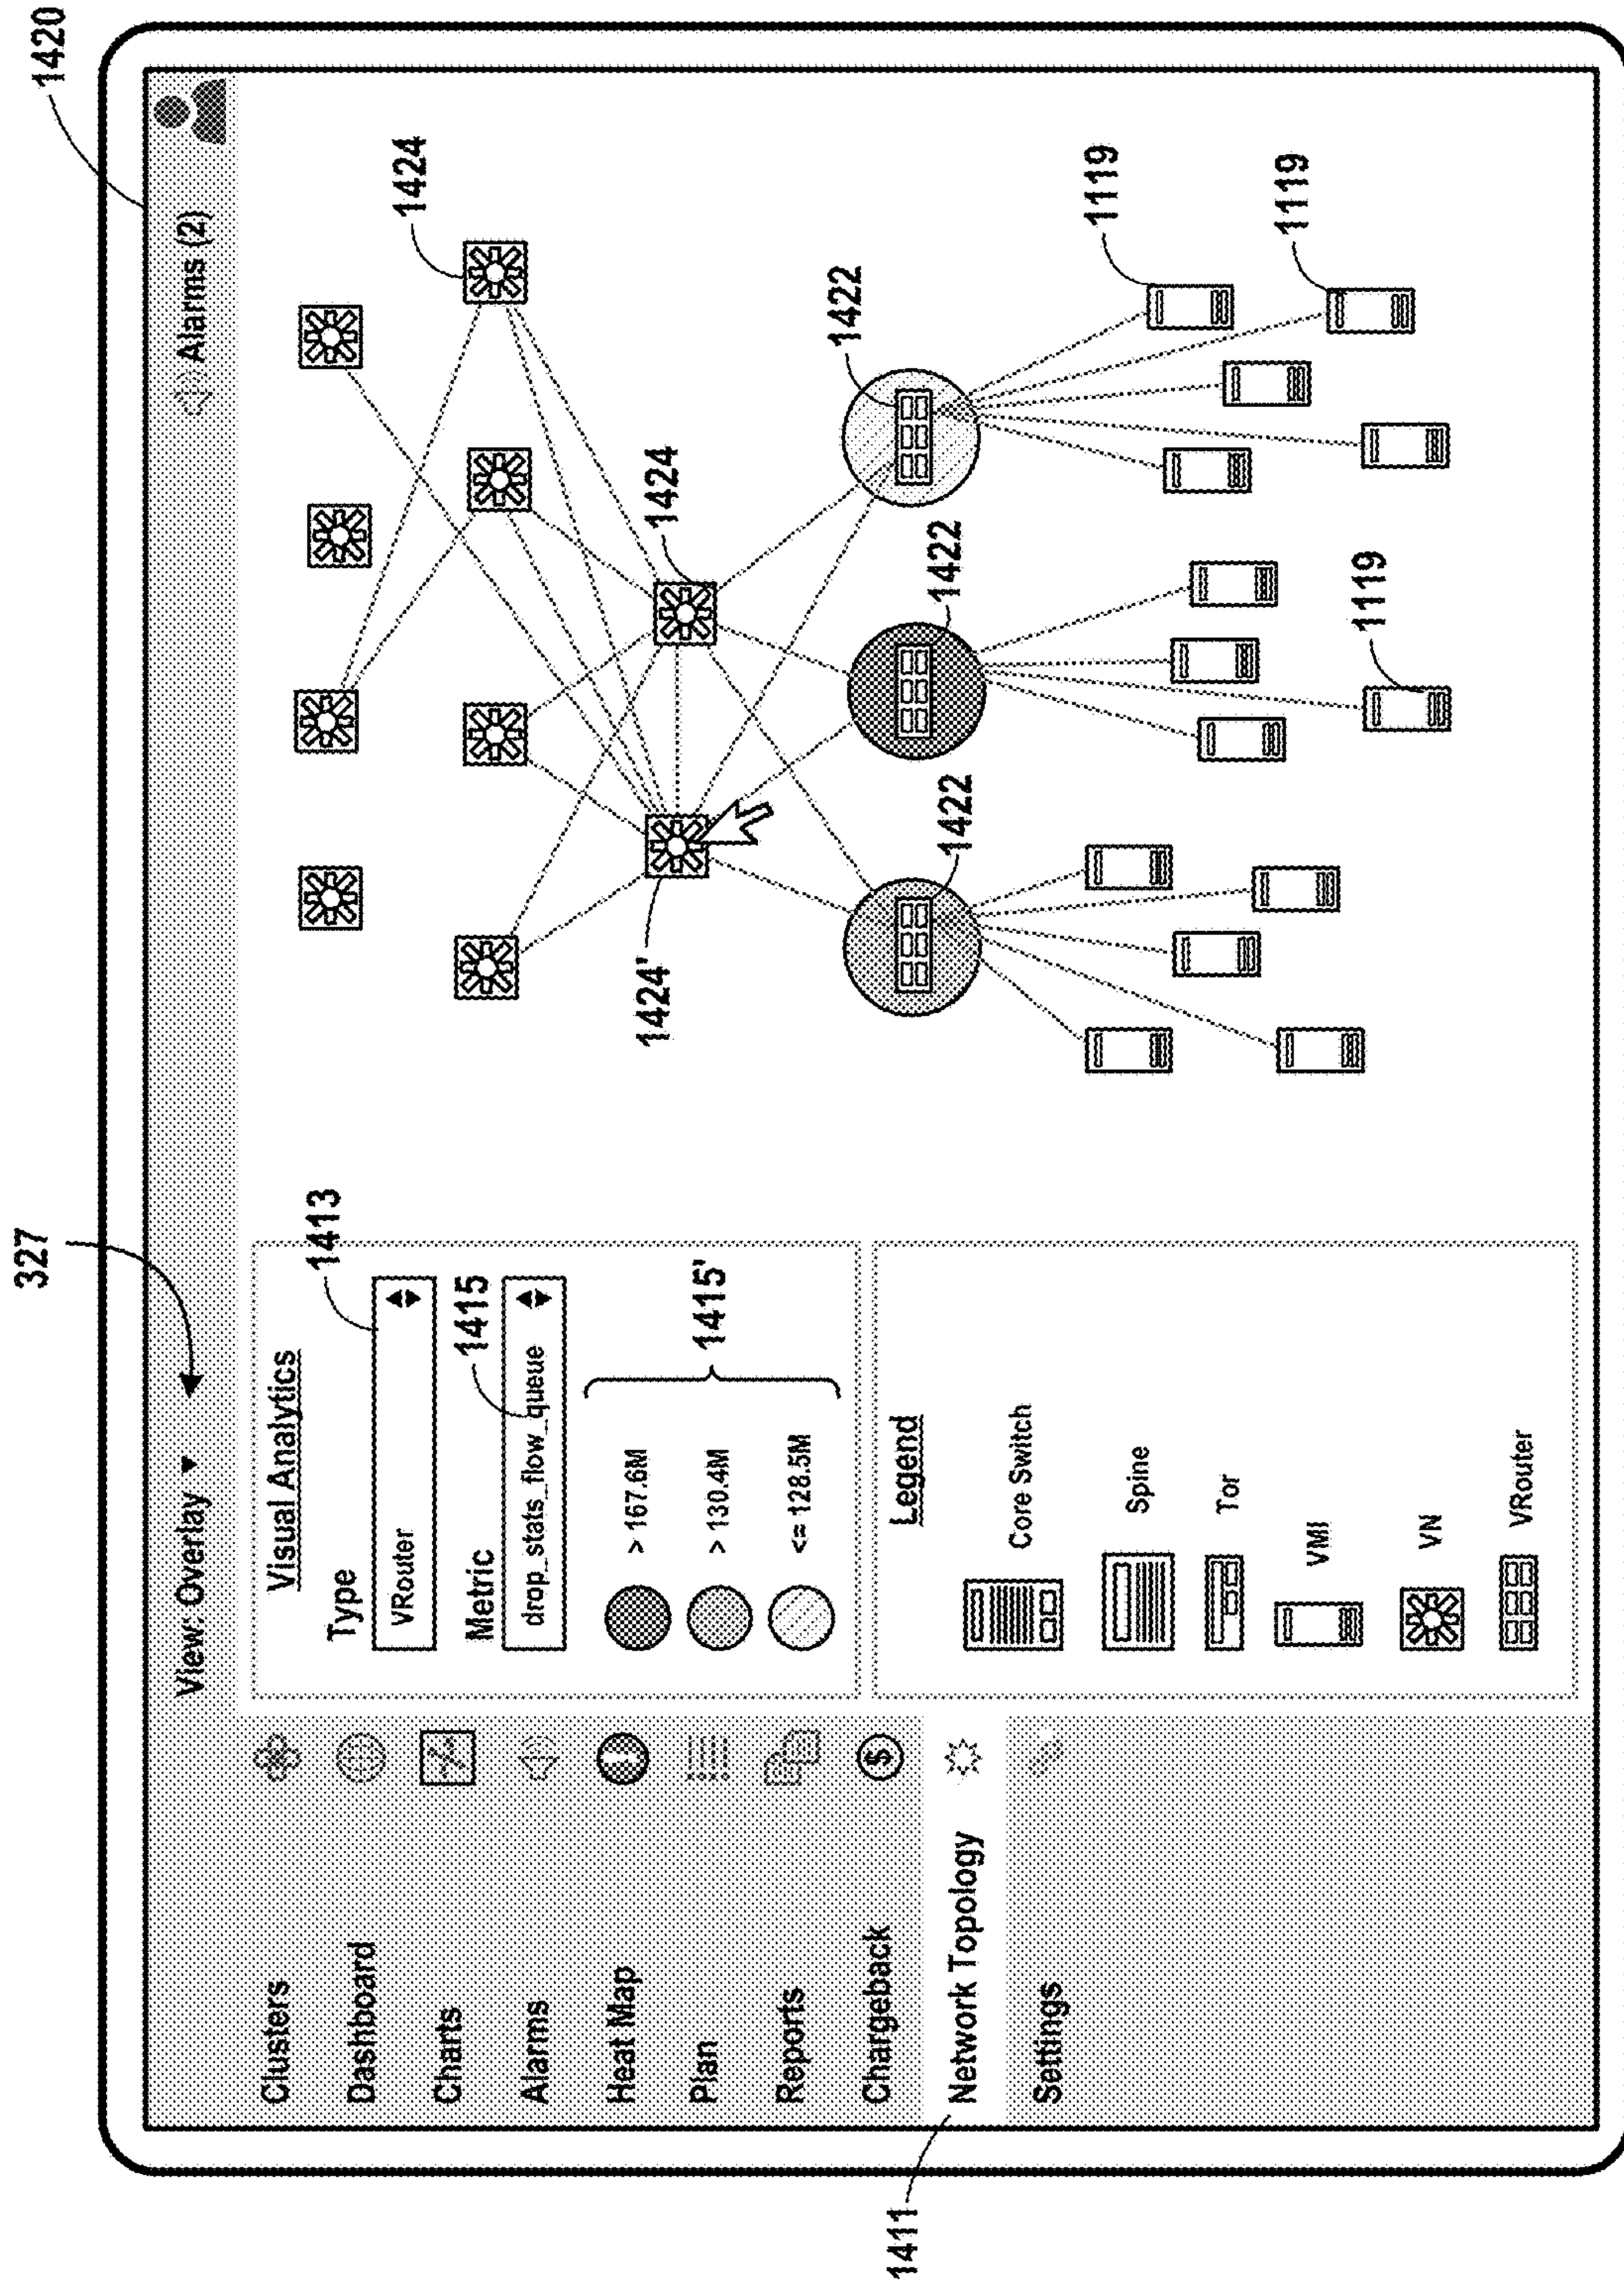 1420
327
View: Overlay
Alarms (2)
Clusters
Dashboard
Charts
Alarms
Heat Map
Plan
Reports
Chargeback
Network Topology
Settings
1411
Visual Analytics
Type
1413
VRouter
Metric
1415
drop_stats_flow_queue
> 167.6M
> 130.4M
<= 128.5M
1415'
Legend
Core Switch
Spine
Tor
VMI
VN
VRouter
1424
1424'
1424
1422
1422
1422
1119
1119
1119
$